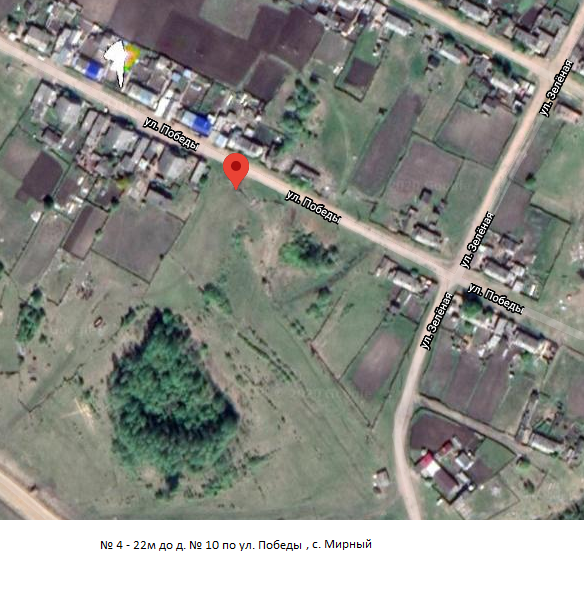 ул. Зелёная
ул. Победы
ул. Победы
ул. Зелёная
ул. Победы
ул. Зелёная
№ 4 - 22м до д. № 10 по ул. Победы , с. Мирный